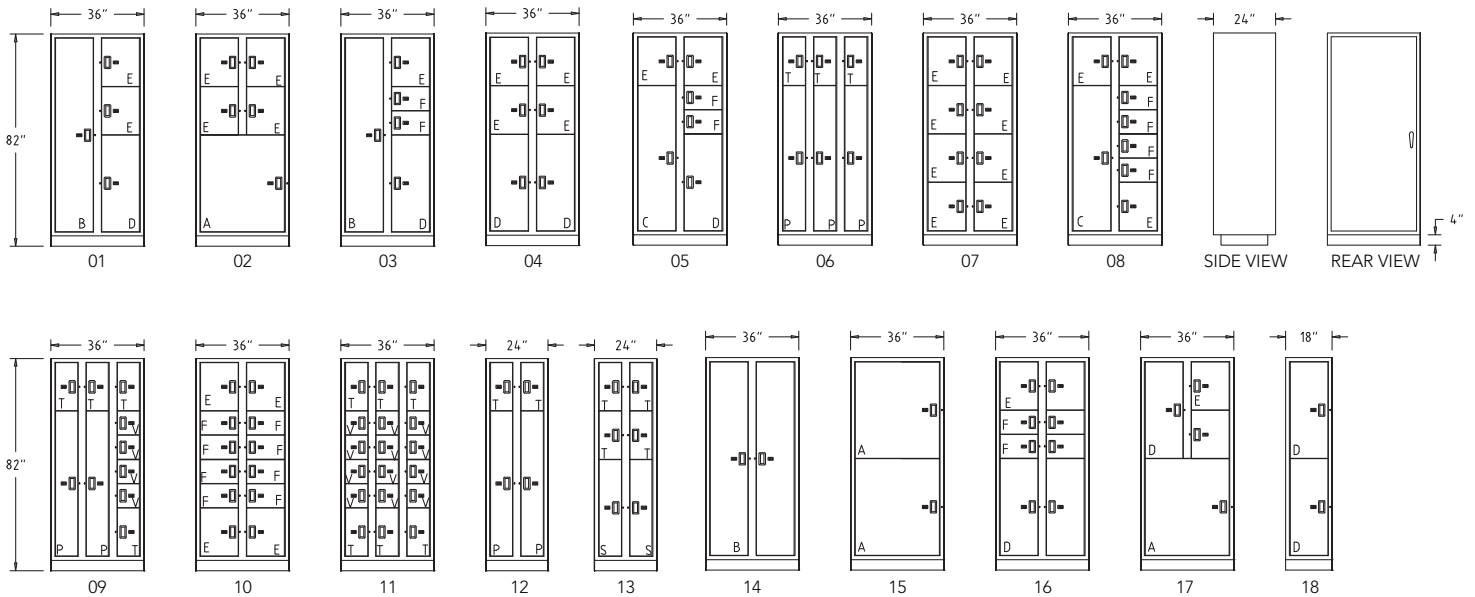 36" 36" 36" 36" 36" 36" 36" 36" 24"
E E E E E E E E T T T E E E E
F F F
E E E F E E F E E F
82"
F
E E F
B D A B D D D C D P P P E E C E
4"
01 02 03 04 05 06 07 08 SIDE VIEW REAR VIEW
36" 36" 36" 24" 24" 36" 36" 36" 36" 18"
T T T E E T T T T T T T E E
V F F V V V F
V F F V V V T T A F D D
82"
V F F V V V
V F F V V V
P P T E E T T T P P S S B A D A D
09 10 11 12 13 14 15 16 17 18